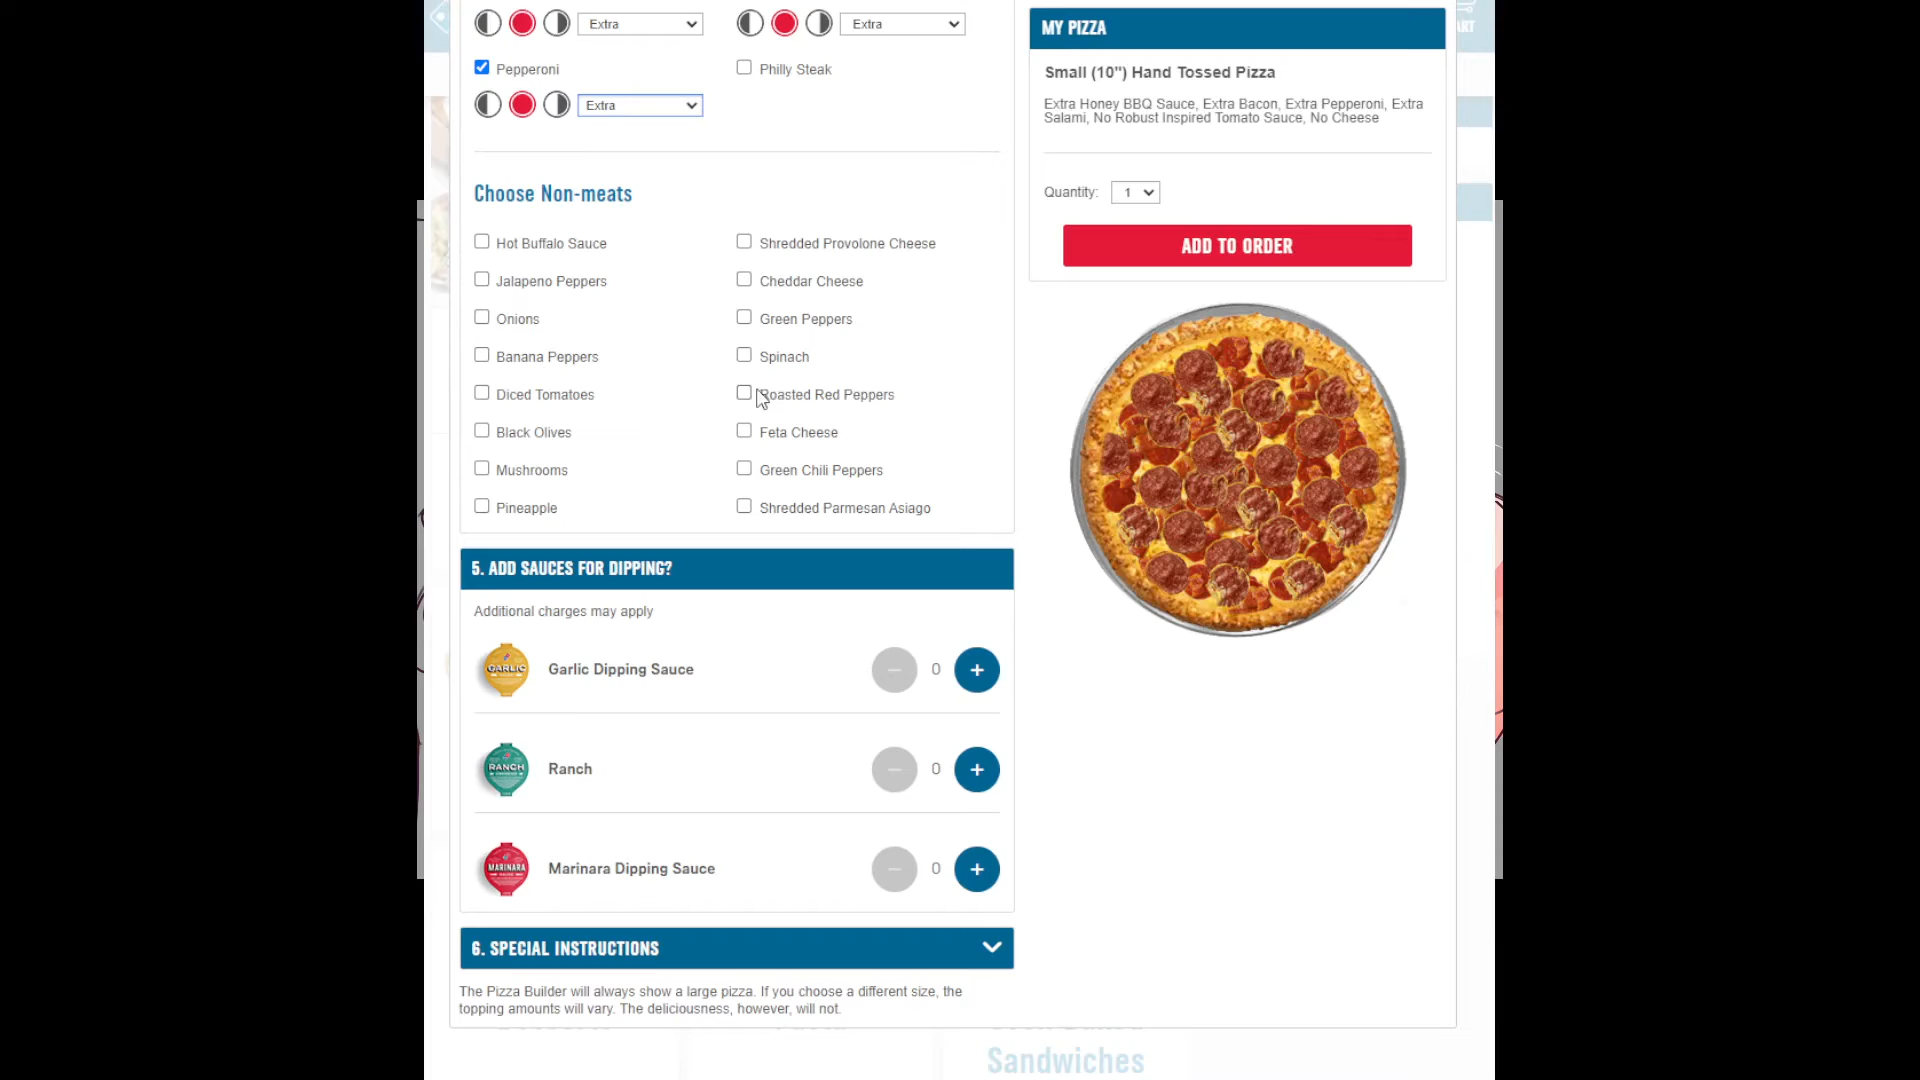 Extra
Extra
Pepperoni
Philly Steak
Extra
Choose Non-meats
Hot Buffalo Sauce
Shredded Provolone Cheese
Jalapeno Peppers
Cheddar Cheese
Onions
Green Peppers
Banana Peppers
Spinach
Diced Tomatoes
Roasted Red Peppers
Black Olives
Feta Cheese
Mushrooms
Green Chili Peppers
Pineapple
Shredded Parmesan Asiago
5. ADD SAUCES FOR DIPPING?
Additional charges may apply
GARLIC
Garlic Dipping Sauce
0
RANCH
Ranch
0
MARINARA
Marinara Dipping Sauce
0
6. SPECIAL INSTRUCTIONS
The Pizza Builder will always show a large pizza. If you choose a different size, the
topping amounts will vary. The deliciousness, however, will not.
MY PIZZA
Small (10") Hand Tossed Pizza
Extra Honey BBQ Sauce, Extra Bacon, Extra Pepperoni, Extra
Salami, No Robust Inspired Tomato Sauce, No Cheese
Quantity:
1
ADD TO ORDER
Sandwiches